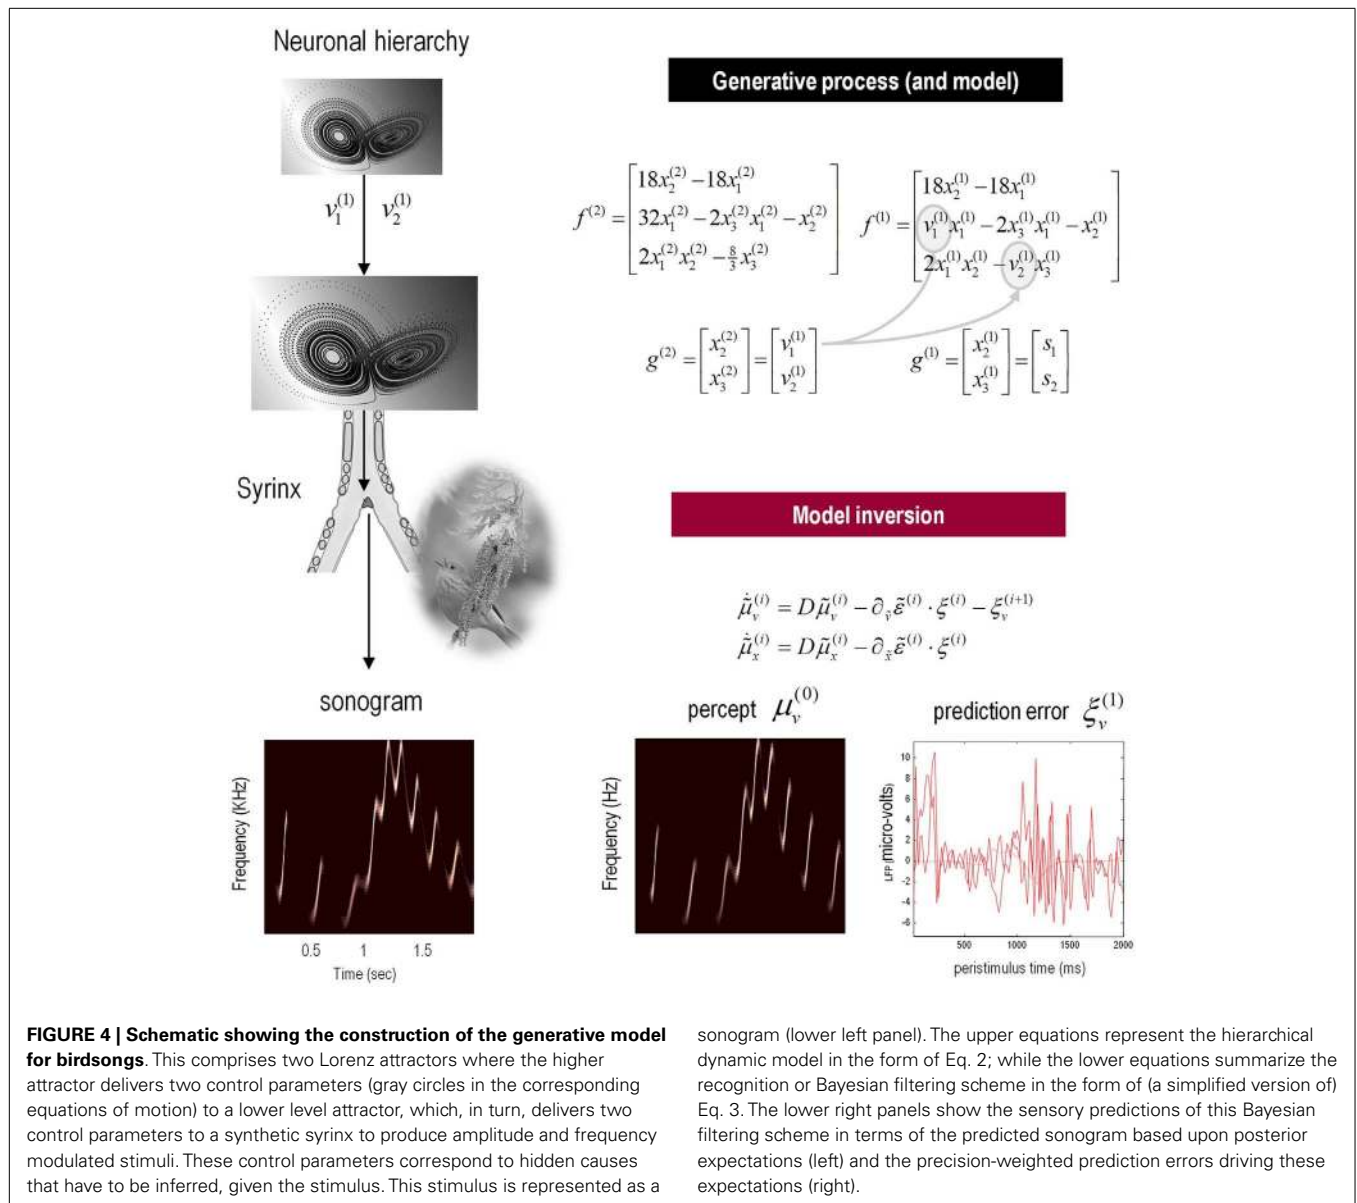 Neuronal hierarchy
v₁⁽¹⁾ v₂⁽¹⁾
Syrinx
sonogram
Frequency (KHz)
0.5 1 1.5
Time (sec)
Generative process (and model)
f⁽²⁾ = [18x₂⁽²⁾ − 18x₁⁽²⁾
32x₁⁽²⁾ − 2x₃⁽²⁾x₁⁽²⁾ − x₂⁽²⁾
2x₁⁽²⁾x₂⁽²⁾ − 8/3 x₃⁽²⁾]
f⁽¹⁾ = [18x₂⁽¹⁾ − 18x₁⁽¹⁾
v₁⁽¹⁾x₁⁽¹⁾ − 2x₃⁽¹⁾x₁⁽¹⁾ − x₂⁽¹⁾
2x₁⁽¹⁾x₂⁽¹⁾ − v₂⁽¹⁾x₃⁽¹⁾]
g⁽²⁾ = [x₂⁽²⁾ x₃⁽²⁾] = [v₁⁽¹⁾ v₂⁽¹⁾]
g⁽¹⁾ = [x₂⁽¹⁾ x₃⁽¹⁾] = [s₁ s₂]
Model inversion
μ̃̇ᵥ⁽ⁱ⁾ = Dμ̃ᵥ⁽ⁱ⁾ − ∂ṽ ε̃⁽ⁱ⁾ · ξ⁽ⁱ⁾ − ξᵥ⁽ⁱ⁺¹⁾
μ̃̇ₓ⁽ⁱ⁾ = Dμ̃ₓ⁽ⁱ⁾ − ∂x̃ ε̃⁽ⁱ⁾ · ξ⁽ⁱ⁾
percept μᵥ⁽⁰⁾
Frequency (Hz)
prediction error ξᵥ⁽¹⁾
LFP (micro-volts)
10
8
6
4
2
0
-2
-4
-6
500 1000 1500 2000
peristimulus time (ms)
FIGURE 4 | Schematic showing the construction of the generative model
for birdsongs. This comprises two Lorenz attractors where the higher
attractor delivers two control parameters (gray circles in the corresponding
equations of motion) to a lower level attractor, which, in turn, delivers two
control parameters to a synthetic syrinx to produce amplitude and frequency
modulated stimuli. These control parameters correspond to hidden causes
that have to be inferred, given the stimulus. This stimulus is represented as a
sonogram (lower left panel). The upper equations represent the hierarchical
dynamic model in the form of Eq. 2; while the lower equations summarize the
recognition or Bayesian filtering scheme in the form of (a simplified version of)
Eq. 3. The lower right panels show the sensory predictions of this Bayesian
filtering scheme in terms of the predicted sonogram based upon posterior
expectations (left) and the precision-weighted prediction errors driving these
expectations (right).